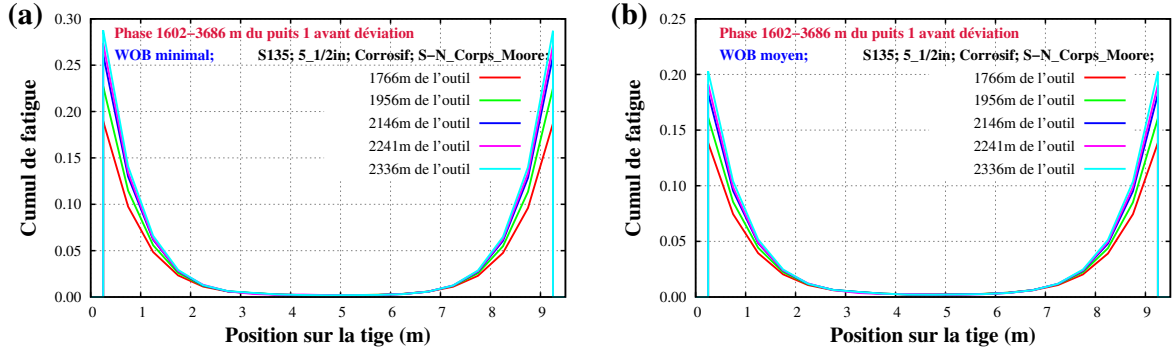 (a)
Phase 1602−3686 m du puits 1 avant déviation
WOB minimal; S135; 5_1/2in; Corrosif; S−N_Corps_Moore;
1766m de l’outil
1956m de l’outil
2146m de l’outil
2241m de l’outil
2336m de l’outil
Cumul de fatigue
0.30
0.25
0.20
0.15
0.10
0.05
0.00
0 1 2 3 4 5 6 7 8 9
Position sur la tige (m)
(b)
Phase 1602−3686 m du puits 1 avant déviation
WOB moyen; S135; 5_1/2in; Corrosif; S−N_Corps_Moore;
1766m de l’outil
1956m de l’outil
2146m de l’outil
2241m de l’outil
2336m de l’outil
Cumul de fatigue
0.25
0.20
0.15
0.10
0.05
0.00
0 1 2 3 4 5 6 7 8 9
Position sur la tige (m)